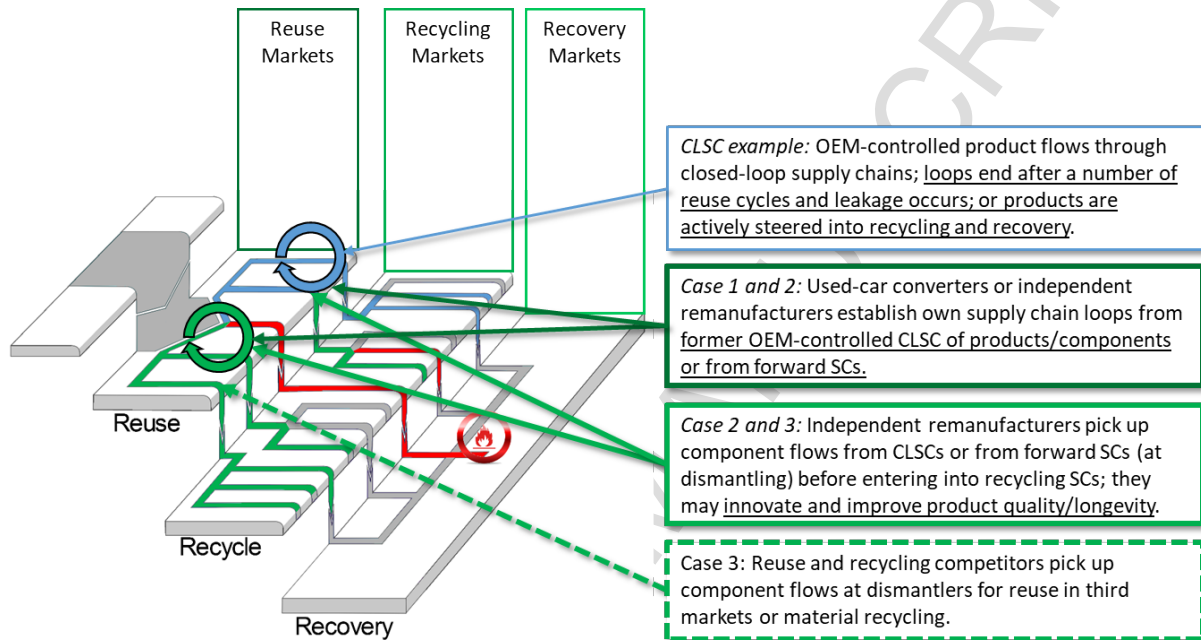 Reuse
Markets
Recycling
Markets
Recovery
Markets
CLSC example: OEM-controlled product flows through
closed-loop supply chains; loops end after a number of
reuse cycles and leakage occurs; or products are
actively steered into recycling and recovery.
Case 1 and 2: Used-car converters or independent
remanufacturers establish own supply chain loops from
former OEM-controlled CLSC of products/components
or from forward SCs.
Case 2 and 3: Independent remanufacturers pick up
component flows from CLSCs or from forward SCs (at
dismantling) before entering into recycling SCs; they
may innovate and improve product quality/longevity.
Case 3: Reuse and recycling competitors pick up
component flows at dismantlers for reuse in third
markets or material recycling.
Reuse
Recycle
Recovery